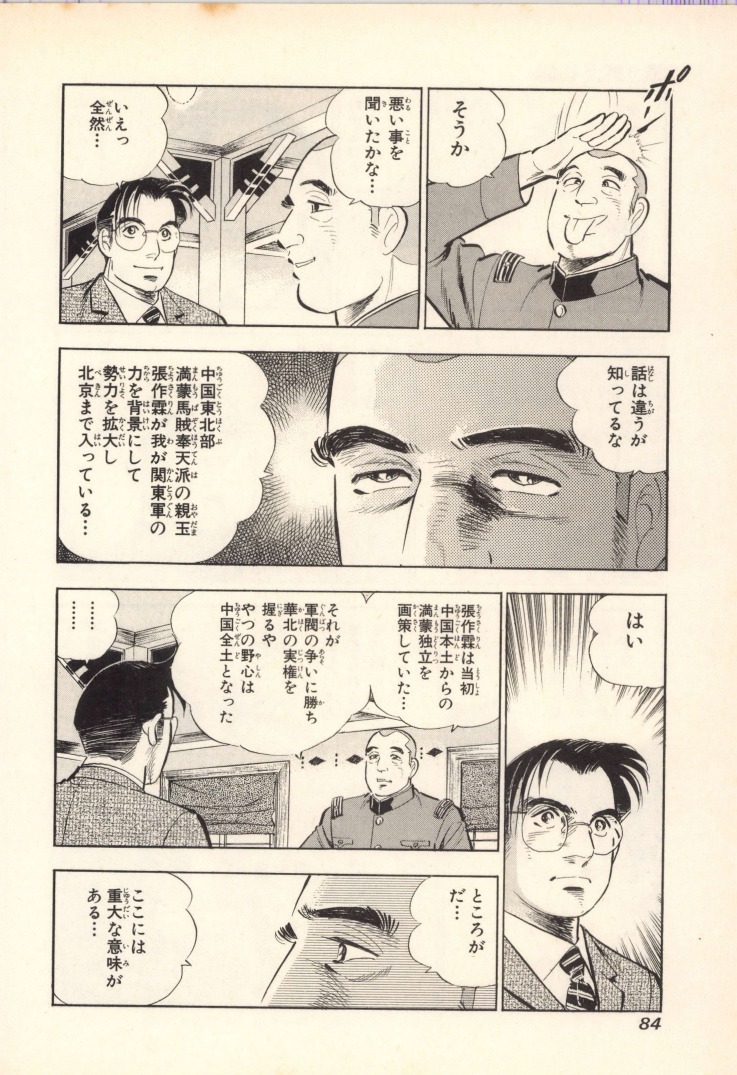 ポ
そうか
悪い事を
聞いたかな…
いえっ
全然…
話は違うが
知ってるな
中国東北部
満蒙馬賊奉天派の親玉
張作霖が我が関東軍の
力を背景にして
勢力を拡大し
北京まで入っている…
はい
張作霖は当初
中国本土からの
満蒙独立を
画策していた…
それが
軍閥の争いに勝ち
華北の実権を
握るや
やつの野心は
中国全土となった
……
……
ところが
だ…
ここには
重大な意味が
ある…
84